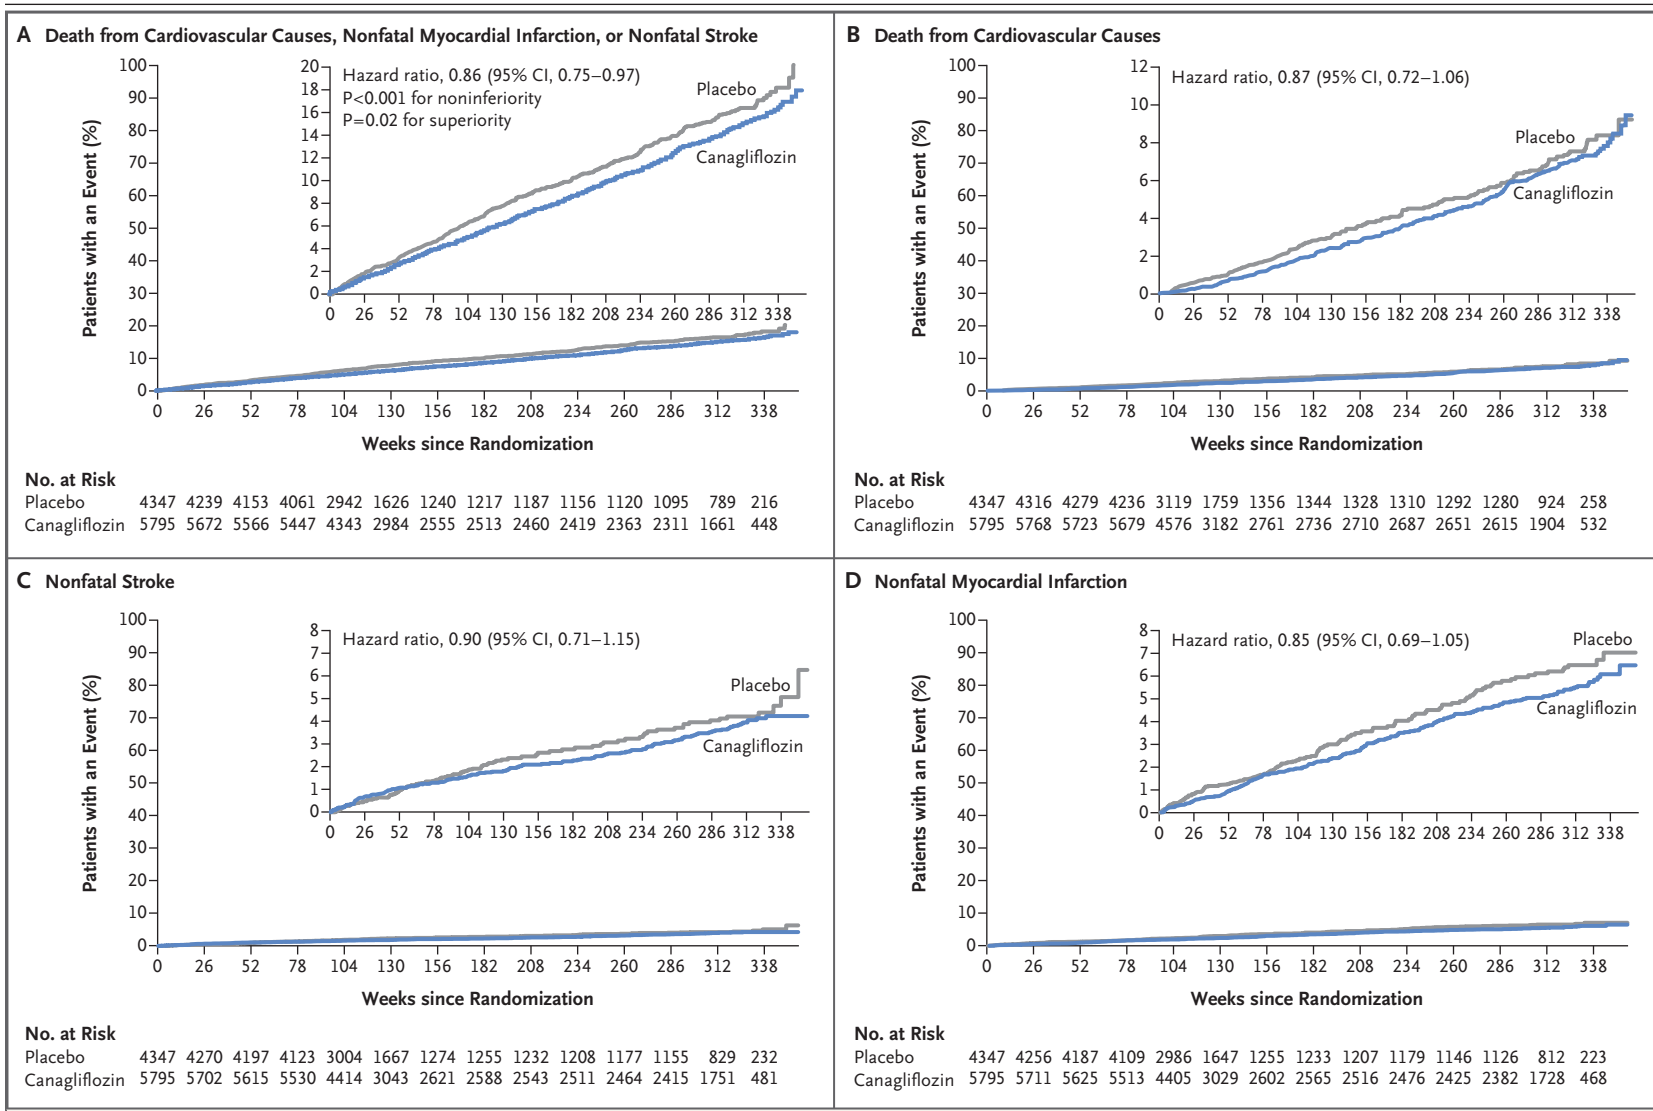 A Death from Cardiovascular Causes, Nonfatal Myocardial Infarction, or Nonfatal Stroke
Patients with an Event (%)
100
90
80
70
60
50
40
30
20
10
0
20
18
16
14
12
10
8
6
4
2
0
Hazard ratio, 0.86 (95% CI, 0.75–0.97)
P<0.001 for noninferiority
P=0.02 for superiority
Placebo
Canagliflozin
0 26 52 78 104 130 156 182 208 234 260 286 312 338
0 26 52 78 104 130 156 182 208 234 260 286 312 338
Weeks since Randomization
No. at Risk
Placebo 4347 4239 4153 4061 2942 1626 1240 1217 1187 1156 1120 1095 789 216
Canagliflozin 5795 5672 5566 5447 4343 2984 2555 2513 2460 2419 2363 2311 1661 448
B Death from Cardiovascular Causes
Patients with an Event (%)
100
90
80
70
60
50
40
30
20
10
0
12
10
8
6
4
2
0
Hazard ratio, 0.87 (95% CI, 0.72–1.06)
Placebo
Canagliflozin
0 26 52 78 104 130 156 182 208 234 260 286 312 338
0 26 52 78 104 130 156 182 208 234 260 286 312 338
Weeks since Randomization
No. at Risk
Placebo 4347 4316 4279 4236 3119 1759 1356 1344 1328 1310 1292 1280 924 258
Canagliflozin 5795 5768 5723 5679 4576 3182 2761 2736 2710 2687 2651 2615 1904 532
C Nonfatal Stroke
Patients with an Event (%)
100
90
80
70
60
50
40
30
20
10
0
8
7
6
5
4
3
2
1
0
Hazard ratio, 0.90 (95% CI, 0.71–1.15)
Placebo
Canagliflozin
0 26 52 78 104 130 156 182 208 234 260 286 312 338
0 26 52 78 104 130 156 182 208 234 260 286 312 338
Weeks since Randomization
No. at Risk
Placebo 4347 4270 4197 4123 3004 1667 1274 1255 1232 1208 1177 1155 829 232
Canagliflozin 5795 5702 5615 5530 4414 3043 2621 2588 2543 2511 2464 2415 1751 481
D Nonfatal Myocardial Infarction
Patients with an Event (%)
100
90
80
70
60
50
40
30
20
10
0
8
7
6
5
4
3
2
1
0
Hazard ratio, 0.85 (95% CI, 0.69–1.05)
Placebo
Canagliflozin
0 26 52 78 104 130 156 182 208 234 260 286 312 338
0 26 52 78 104 130 156 182 208 234 260 286 312 338
Weeks since Randomization
No. at Risk
Placebo 4347 4256 4187 4109 2986 1647 1255 1233 1207 1179 1146 1126 812 223
Canagliflozin 5795 5711 5625 5513 4405 3029 2602 2565 2516 2476 2425 2382 1728 468